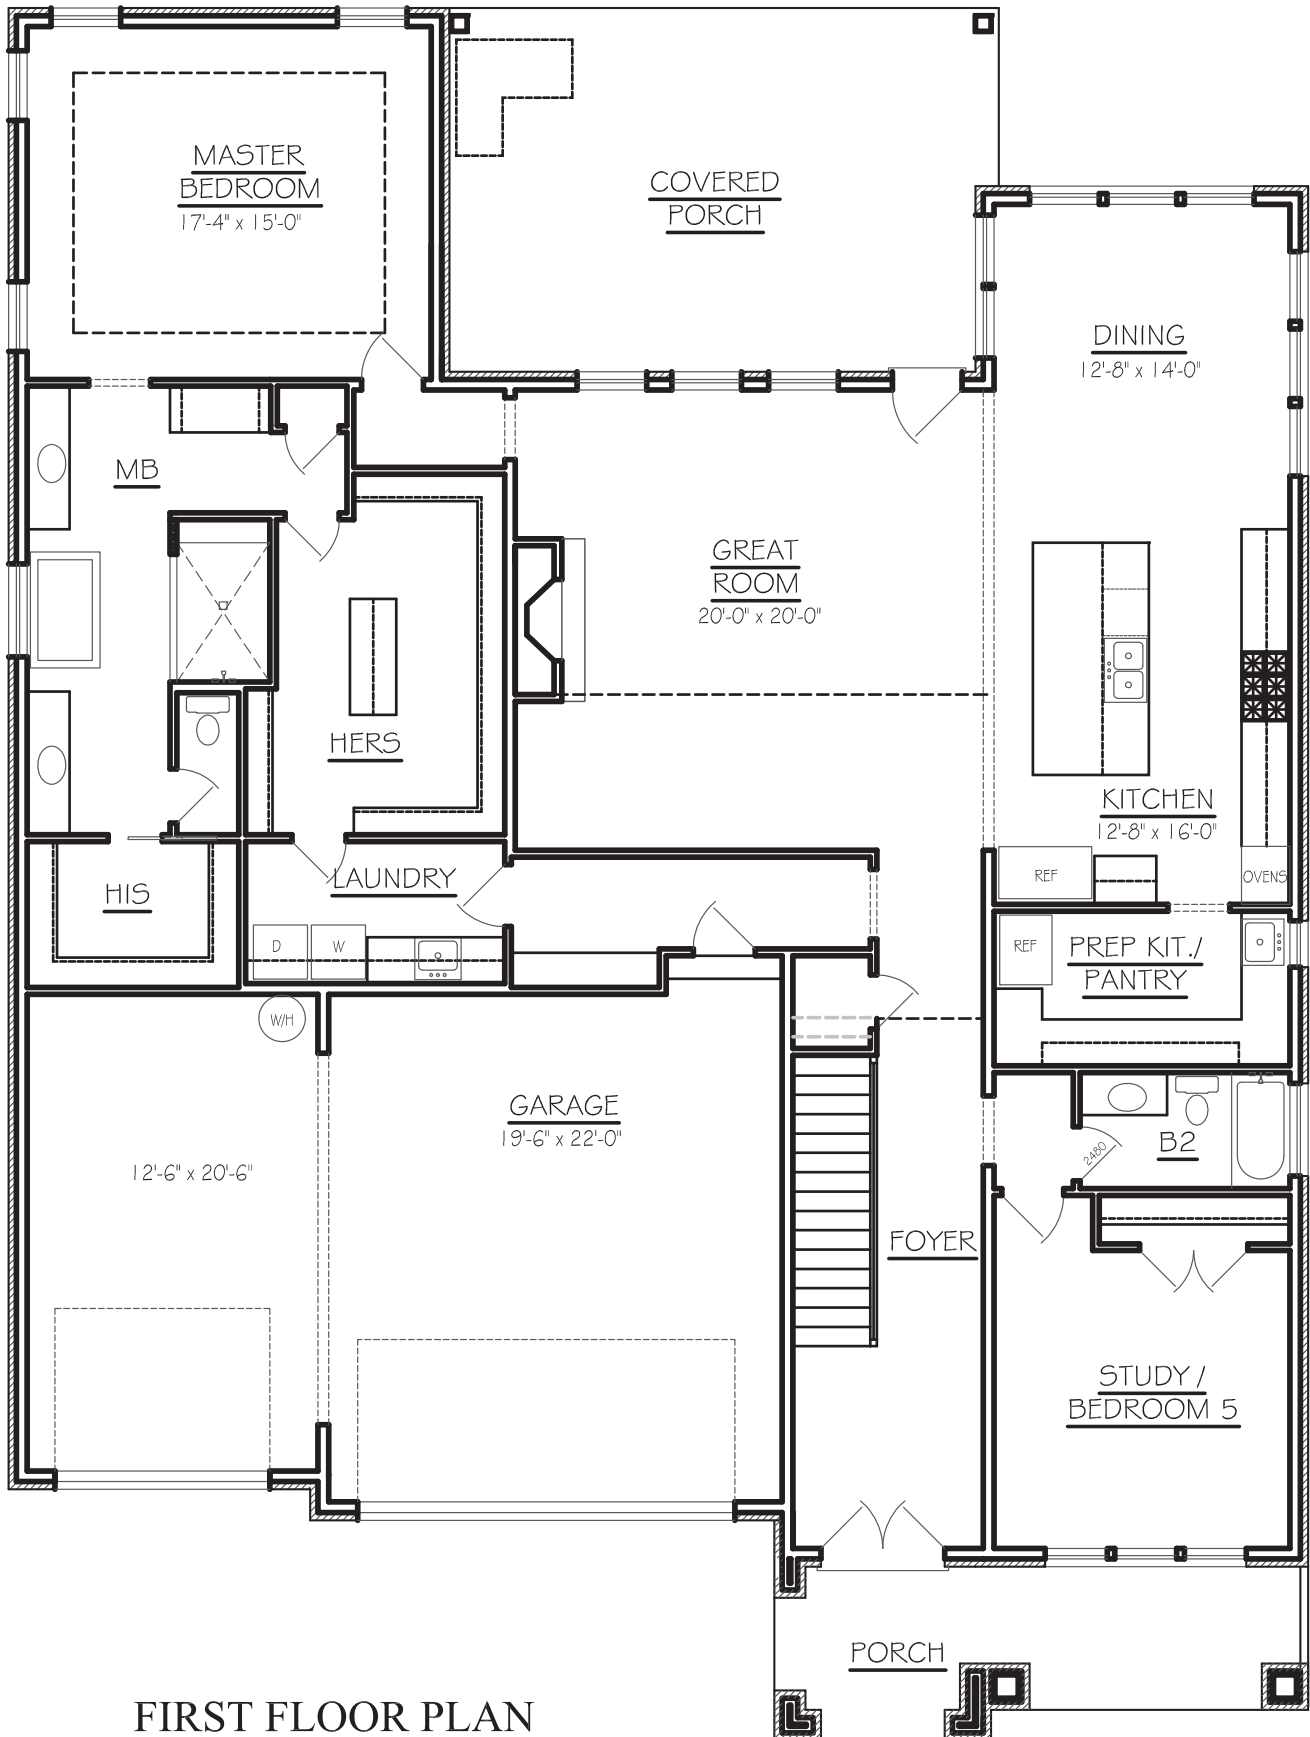 MASTER
BEDROOM
17'-4" x 15'-0"
COVERED
PORCH
DINING
12'-8" x 14'-0"
MB
GREAT
ROOM
20'-0" x 20'-0"
HERS
KITCHEN
12'-8" x 16'-0"
REF
OVENS
HIS
LAUNDRY
D
W
REF
PREP KIT./
PANTRY
W/H
GARAGE
19'-6" x 22'-0"
12'-6" x 20'-6"
2480
B2
FOYER
STUDY /
BEDROOM 5
PORCH
FIRST FLOOR PLAN